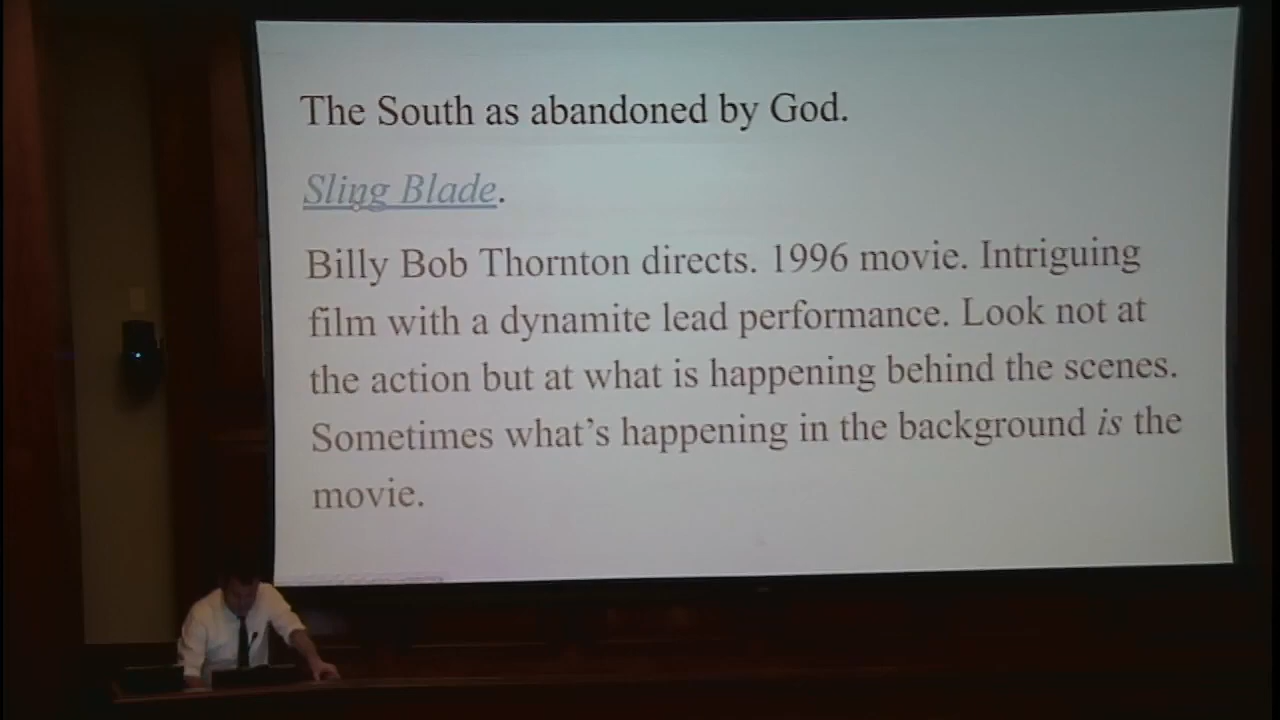 The South as abandoned by God.
Sling Blade.
Billy Bob Thornton directs. 1996 movie. Intriguing
film with a dynamite lead performance. Look not at
the action but at what is happening behind the scenes.
Sometimes what’s happening in the background is the
movie.